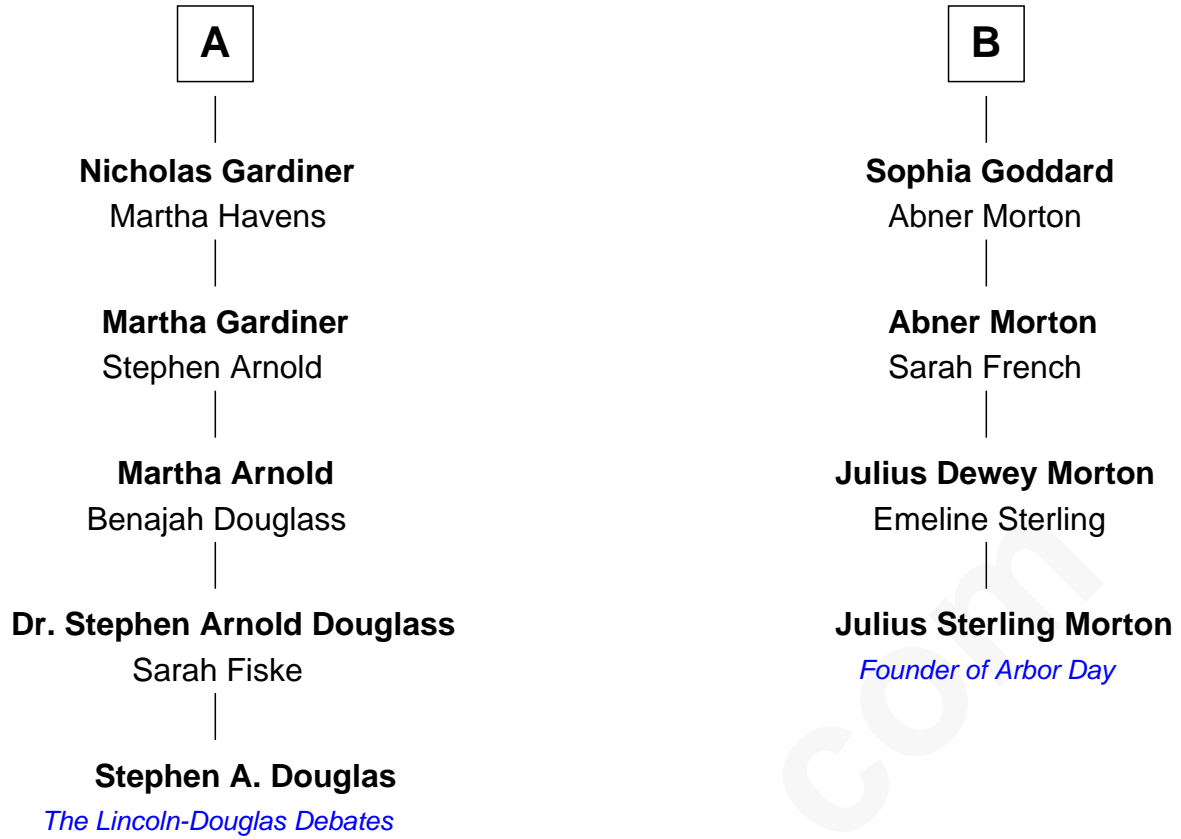 A
Nicholas Gardiner
Martha Havens
Martha Gardiner
Stephen Arnold
Martha Arnold
Benajah Douglass
Dr. Stephen Arnold Douglass
Sarah Fiske
Stephen A. Douglas
The Lincoln-Douglas Debates
B
Sophia Goddard
Abner Morton
Abner Morton
Sarah French
Julius Dewey Morton
Emeline Sterling
Julius Sterling Morton
Founder of Arbor Day
com